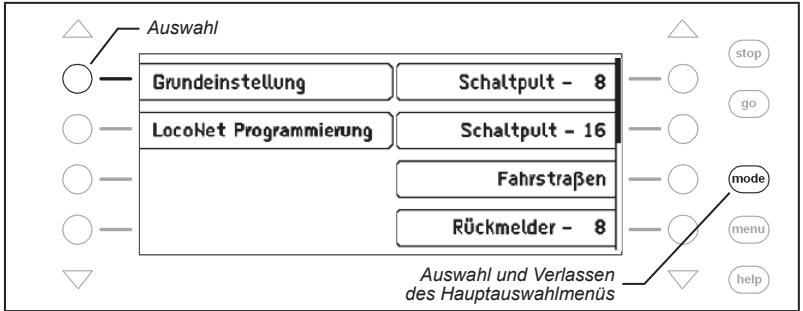 Auswahl
stop
Grundeinstellung
Schaltpult - 8
go
LocoNet Programmierung
Schaltpult - 16
Fahrstraßen
mode
Rückmelder - 8
menu
Auswahl und Verlassen
des Hauptauswahlmenüs
help